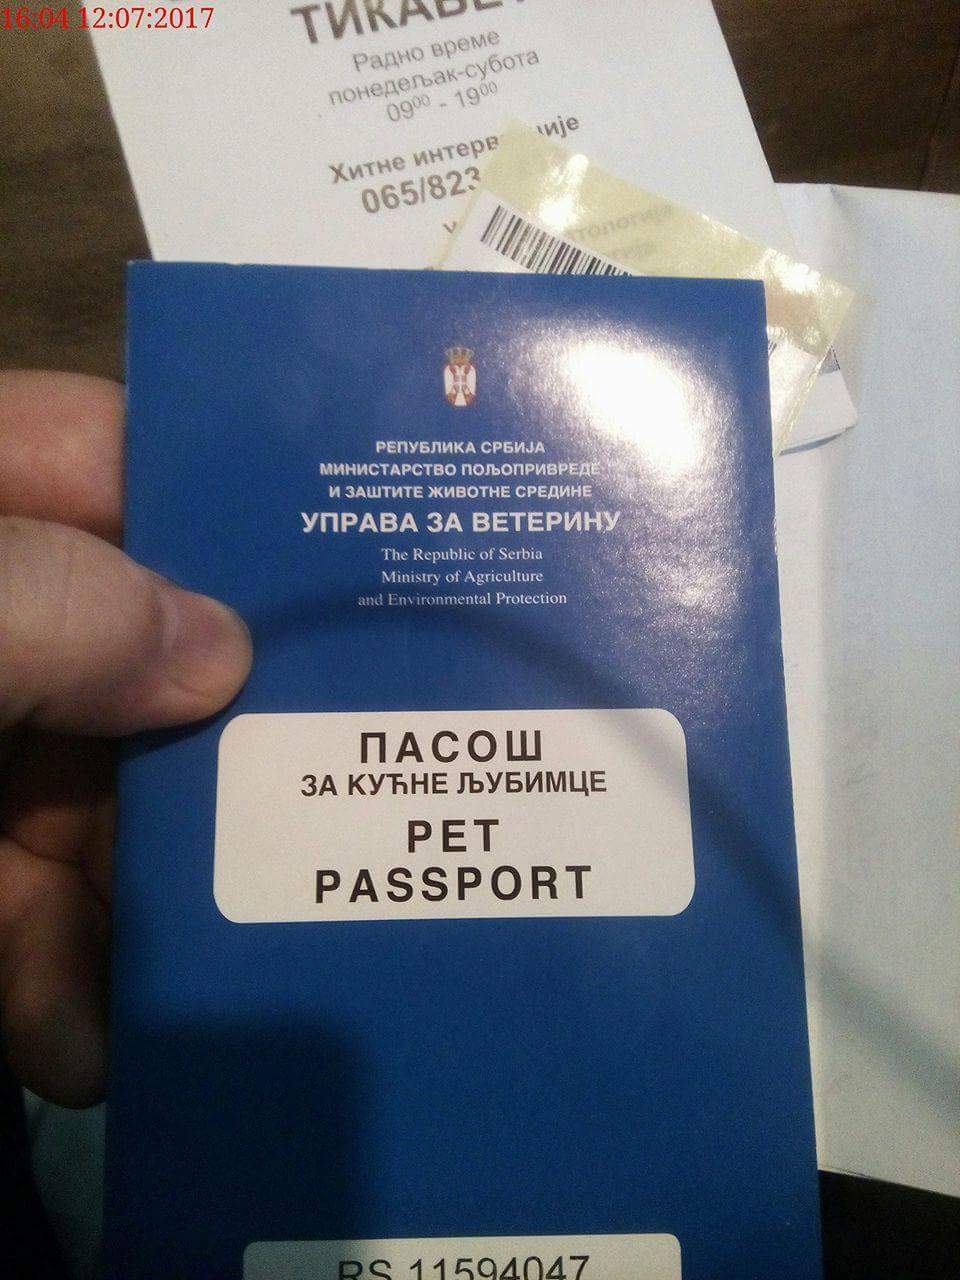 16:04 12:07:2017
Радно време
понедељак-субота
09⁰⁰ - 19⁰⁰
Хитне
065/823
РЕПУБЛИКА СРБИЈА
МИНИСТАРСТВО ПОЉОПРИВРЕДЕ
И ЗАШТИТЕ ЖИВОТНЕ СРЕДИНЕ
УПРАВА ЗА ВЕТЕРИНУ
The Republic of Serbia
Ministry of Agriculture
and Environmental Protection
ПАСОШ
ЗА КУЋНЕ ЉУБИМЦЕ
PET
PASSPORT
RS 11594047